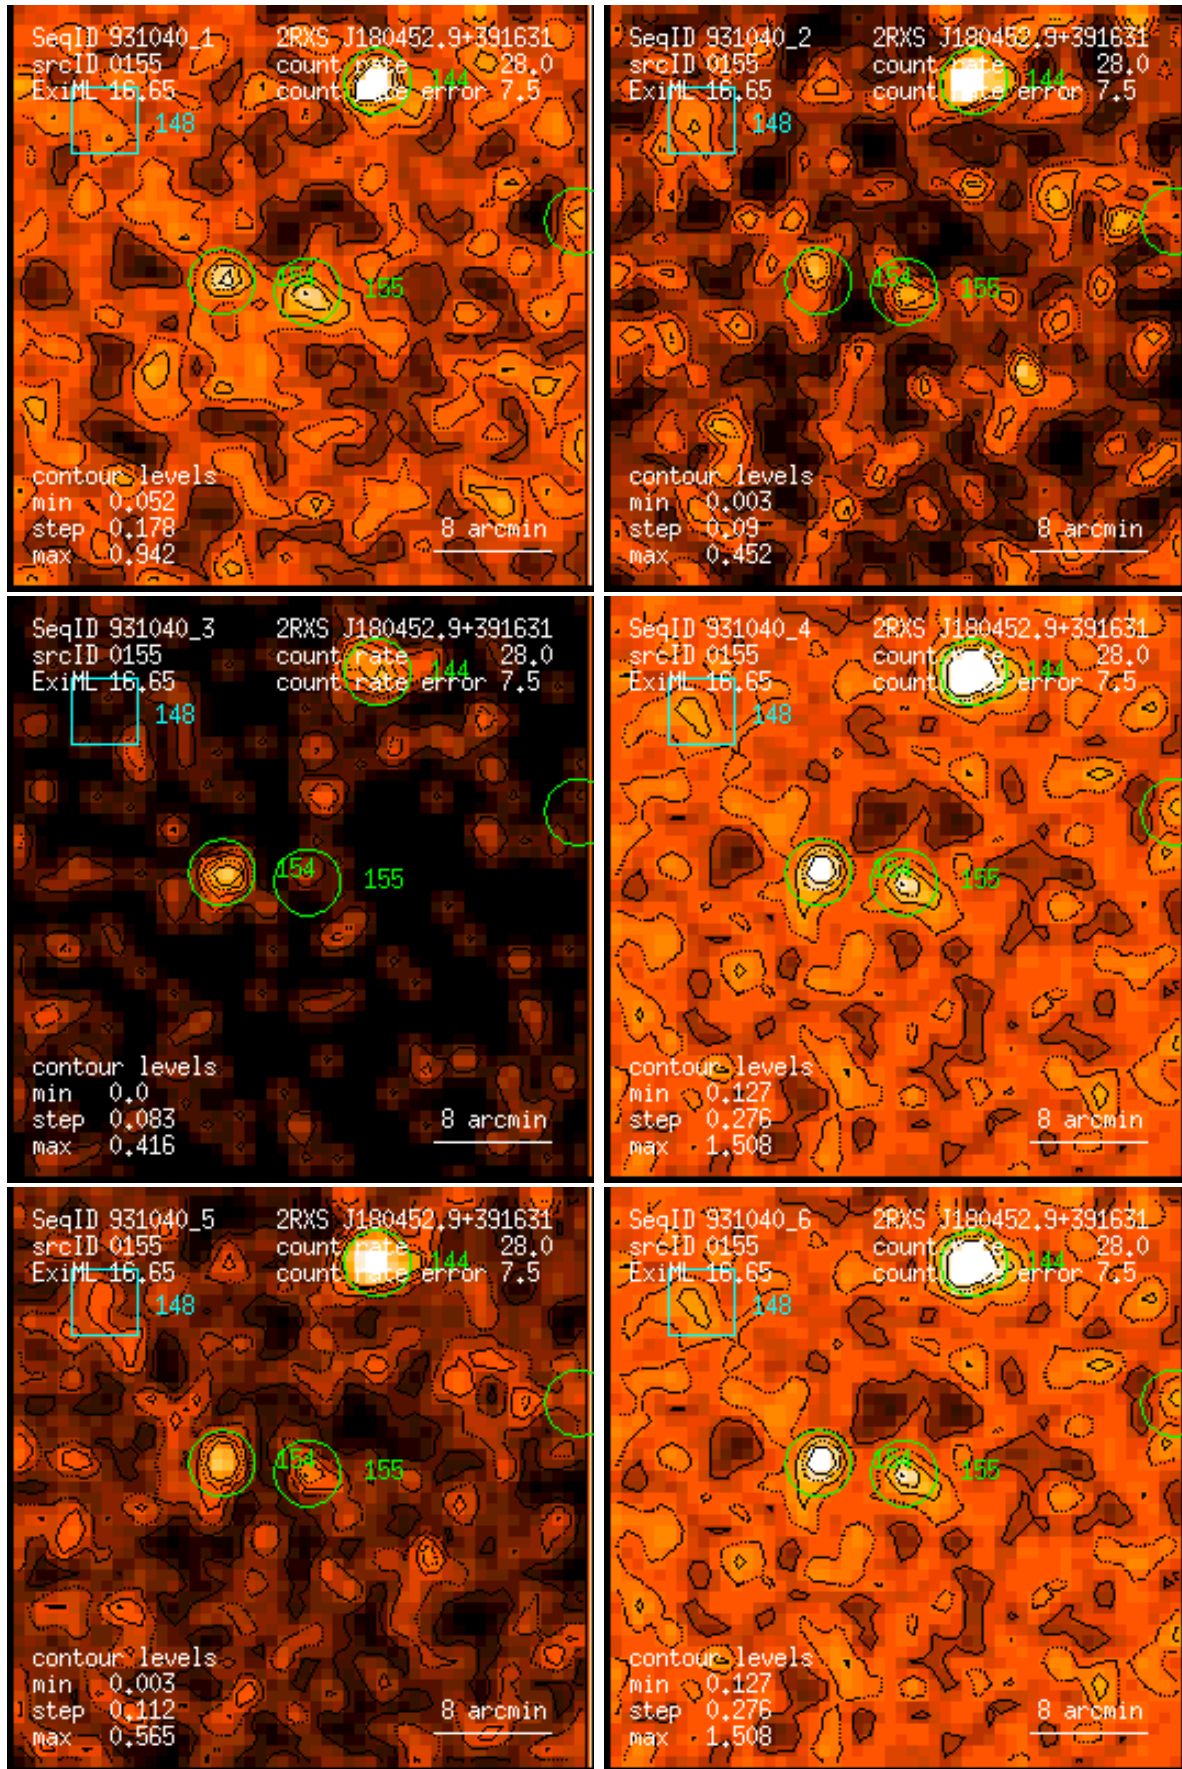 SeqID 931040_1 2RXS J180452.9+391631
srcID 0155 count rate 28.0
ExiML 16.65 count rate error 7.5
144
148
154
155
contour levels
min 0.052
step 0.178
max 0.942
8 arcmin
SeqID 931040_2 2RXS J180452.9+391631
srcID 0155 count rate 28.0
ExiML 16.65 count rate error 7.5
144
148
154
155
contour levels
min 0.003
step 0.09
max 0.452
8 arcmin
SeqID 931040_3 2RXS J180452.9+391631
srcID 0155 count rate 28.0
ExiML 16.65 count rate error 7.5
144
148
154
155
contour levels
min 0.0
step 0.083
max 0.416
8 arcmin
SeqID 931040_4 2RXS J180452.9+391631
srcID 0155 count rate 28.0
ExiML 16.65 count rate error 7.5
144
148
154
155
contour levels
min 0.127
step 0.276
max 1.508
8 arcmin
SeqID 931040_5 2RXS J180452.9+391631
srcID 0155 count rate 28.0
ExiML 16.65 count rate error 7.5
144
148
154
155
contour levels
min 0.003
step 0.112
max 0.565
8 arcmin
SeqID 931040_6 2RXS J180452.9+391631
srcID 0155 count rate 28.0
ExiML 16.65 count rate error 7.5
144
148
154
155
contour levels
min 0.127
step 0.276
max 1.508
8 arcmin